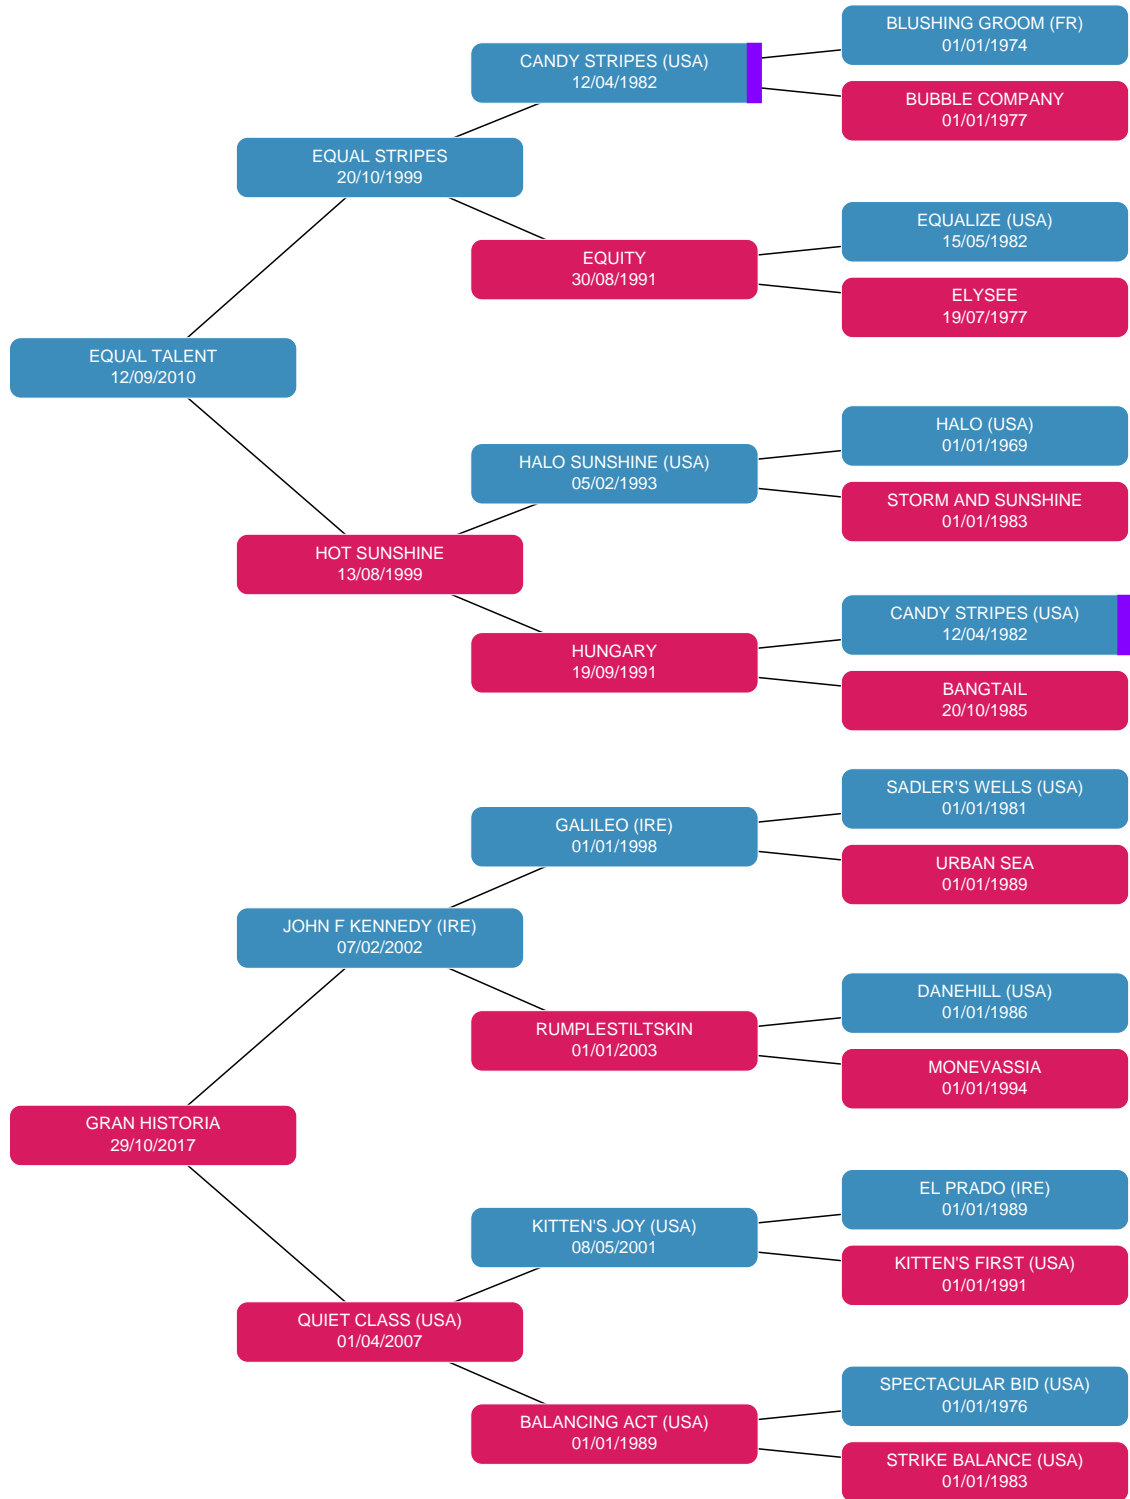 BLUSHING GROOM (FR)
01/01/1974
CANDY STRIPES (USA)
12/04/1982
BUBBLE COMPANY
01/01/1977
EQUAL STRIPES
20/10/1999
EQUALIZE (USA)
15/05/1982
EQUITY
30/08/1991
ELYSEE
19/07/1977
EQUAL TALENT
12/09/2010
HALO (USA)
01/01/1969
HALO SUNSHINE (USA)
05/02/1993
STORM AND SUNSHINE
01/01/1983
HOT SUNSHINE
13/08/1999
CANDY STRIPES (USA)
12/04/1982
HUNGARY
19/09/1991
BANGTAIL
20/10/1985
SADLER'S WELLS (USA)
01/01/1981
GALILEO (IRE)
01/01/1998
URBAN SEA
01/01/1989
JOHN F KENNEDY (IRE)
07/02/2002
DANEHILL (USA)
01/01/1986
RUMPLESTILTSKIN
01/01/2003
MONEVASSIA
01/01/1994
GRAN HISTORIA
29/10/2017
EL PRADO (IRE)
01/01/1989
KITTEN'S JOY (USA)
08/05/2001
KITTEN'S FIRST (USA)
01/01/1991
QUIET CLASS (USA)
01/04/2007
SPECTACULAR BID (USA)
01/01/1976
BALANCING ACT (USA)
01/01/1989
STRIKE BALANCE (USA)
01/01/1983